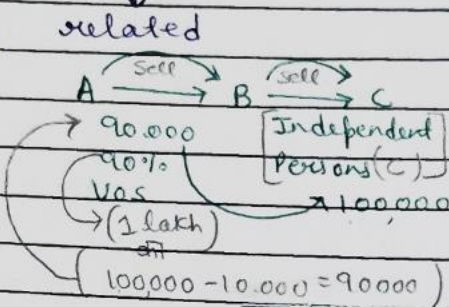 related
sell sell
A B C
90.000 [Independent
90% Persons (C)]
VOS 100,000
(1 lakh)
(100,000 - 10.000 = 90000)